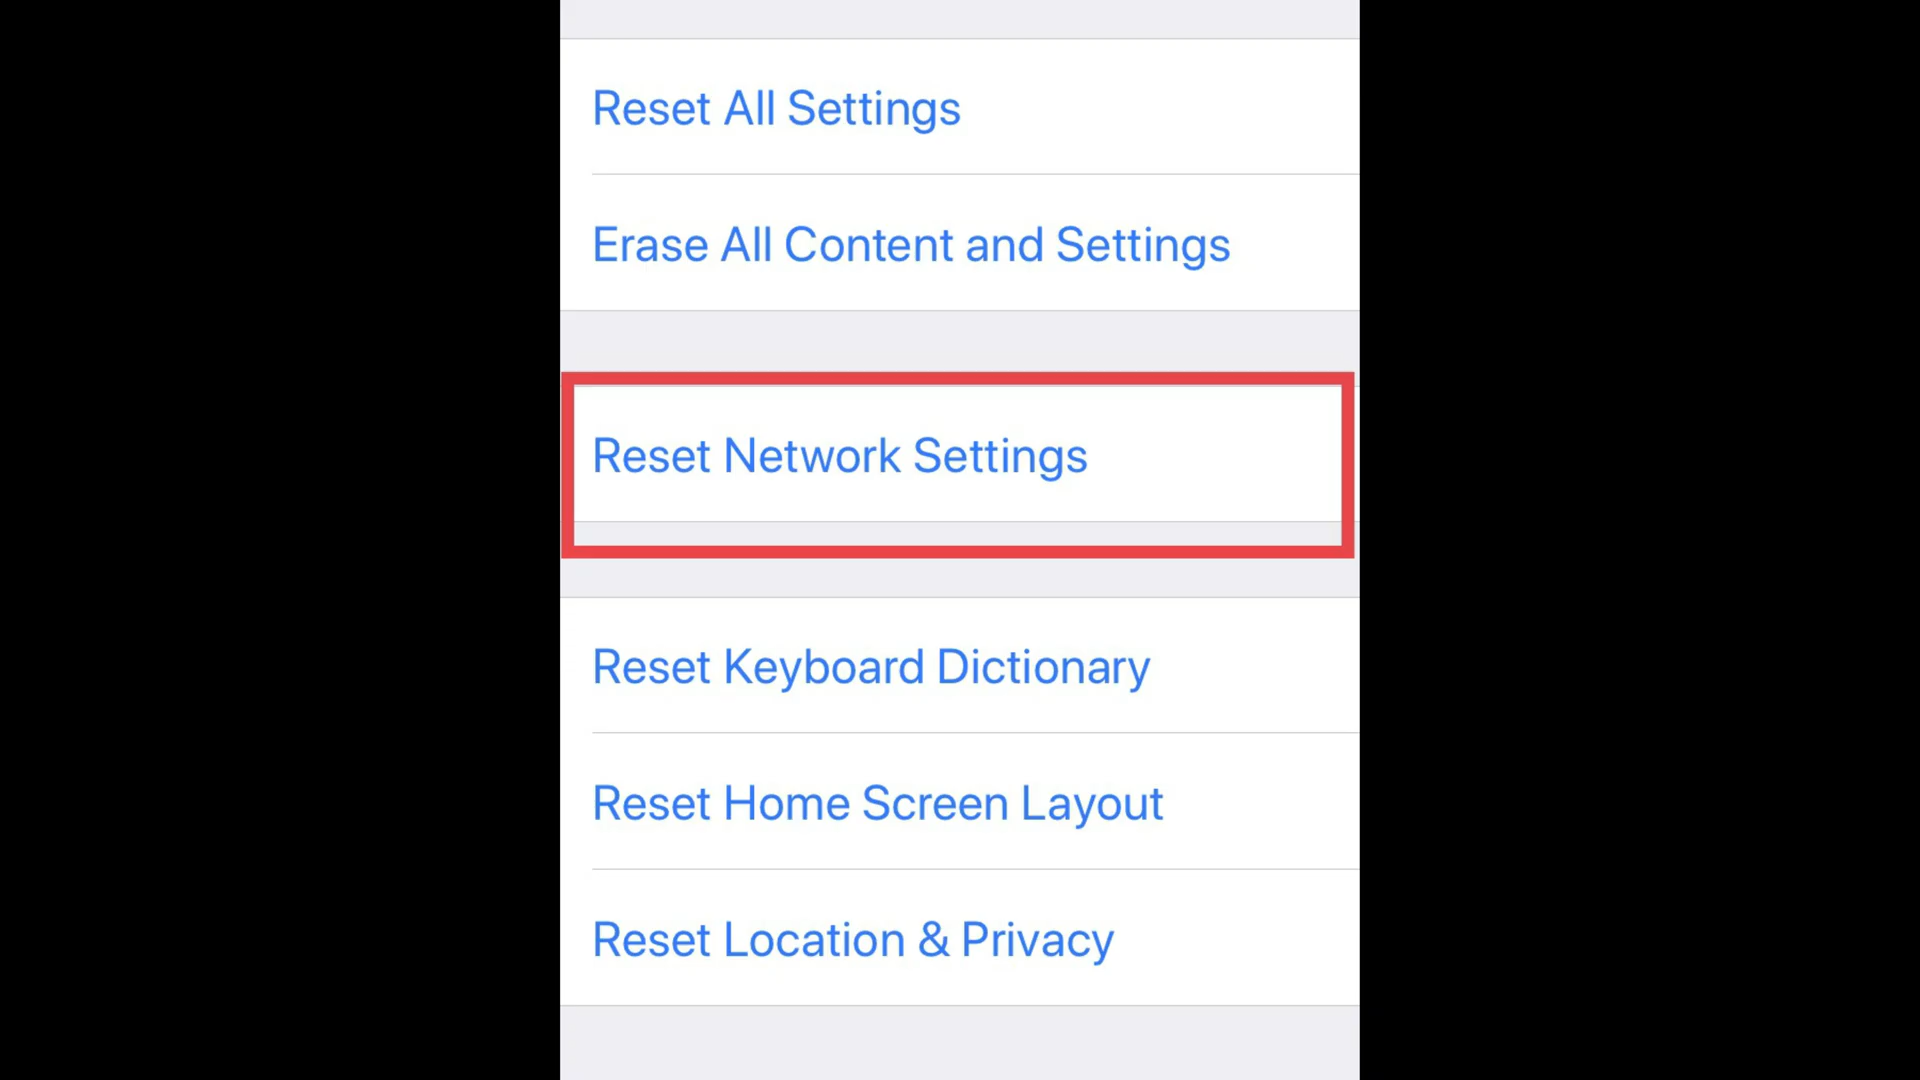 Reset All Settings
Erase All Content and Settings
Reset Network Settings
Reset Keyboard Dictionary
Reset Home Screen Layout
Reset Location & Privacy